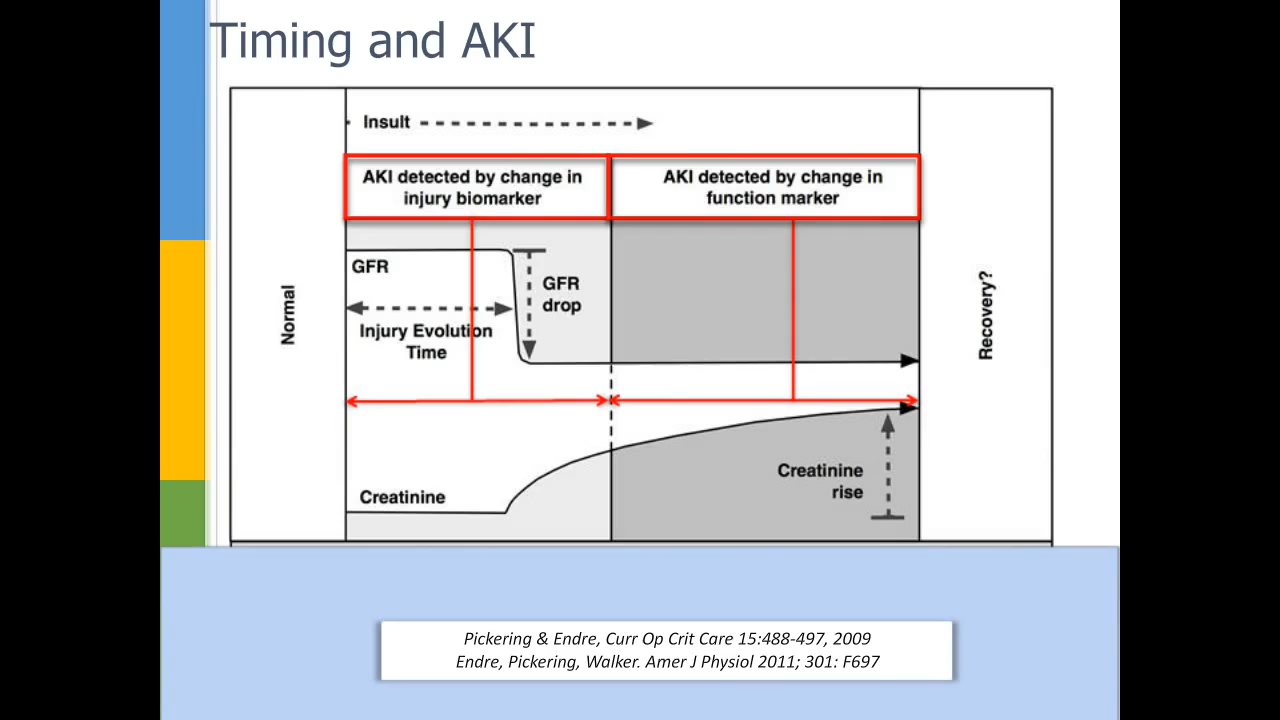 Timing and AKI
Insult
AKI detected by change in
injury biomarker
AKI detected by change in
function marker
Normal
GFR
GFR
drop
Injury Evolution
Time
Recovery?
Creatinine
Creatinine
rise
Pickering & Endre, Curr Op Crit Care 15:488-497, 2009
Endre, Pickering, Walker. Amer J Physiol 2011; 301: F697